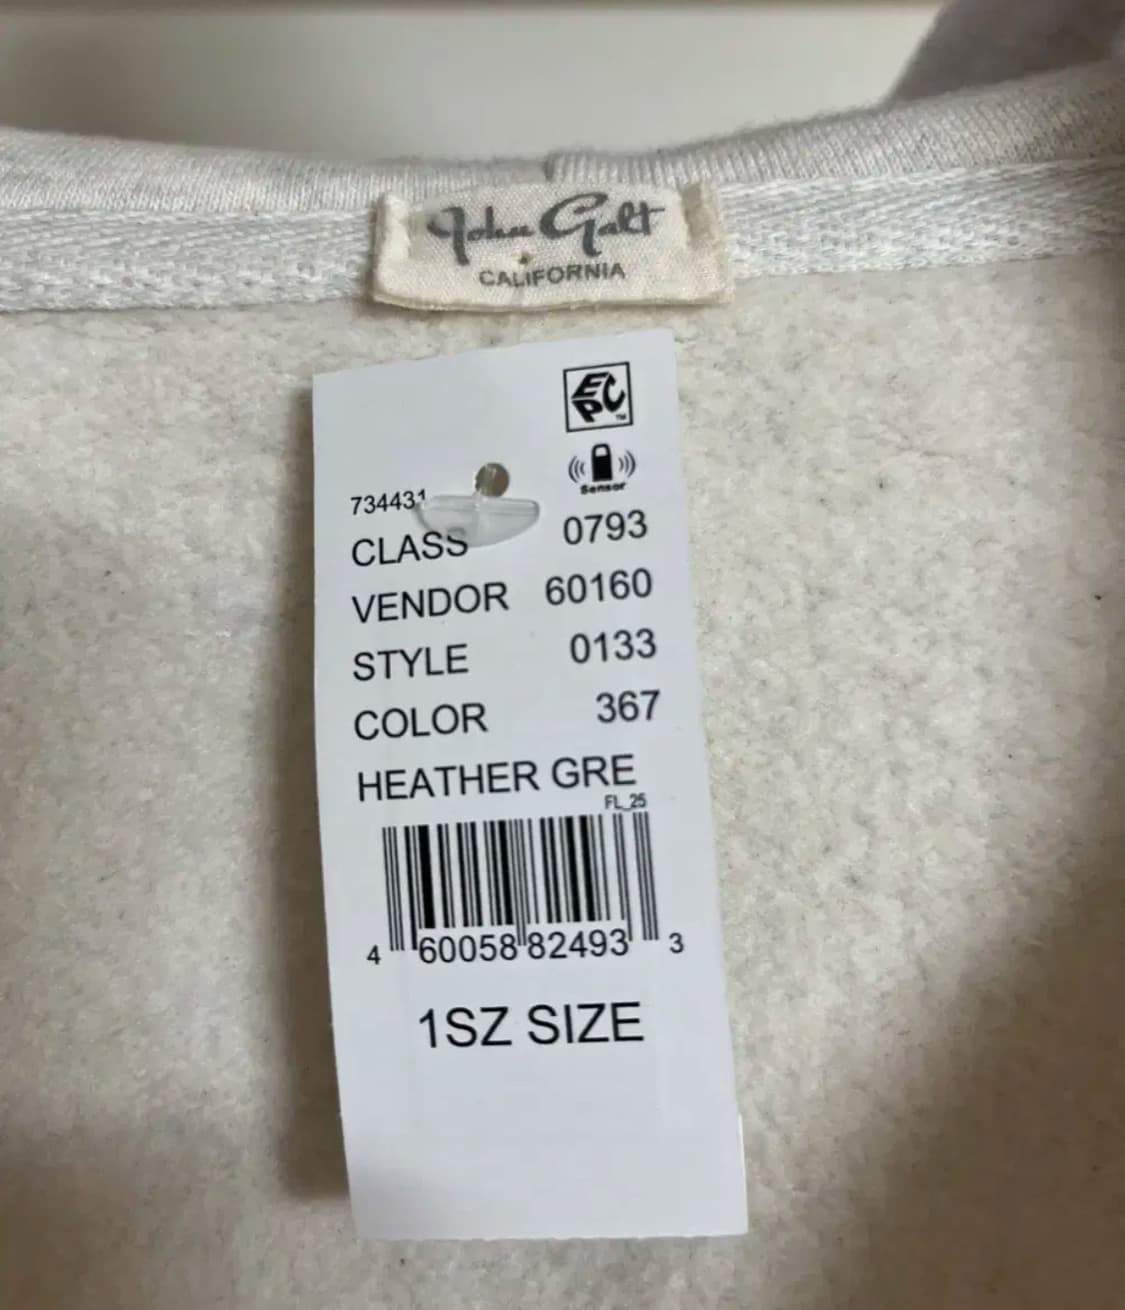 John Galt
CALIFORNIA
EPC™
Sensor
734431
CLASS 0793
VENDOR 60160
STYLE 0133
COLOR 367
HEATHER GRE
FL_25
4 60058 82493 3
1SZ SIZE